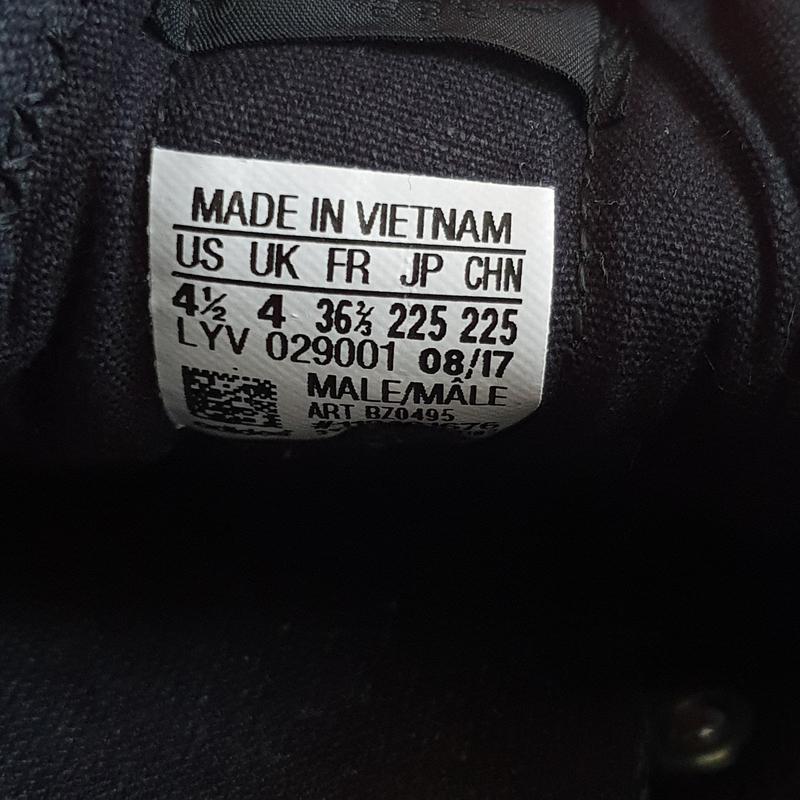 MADE IN VIETNAM
US UK FR JP CHN
4½ 4 36⅔ 225 225
LYV 029001 08/17
MALE/MÂLE
ART BZ0495